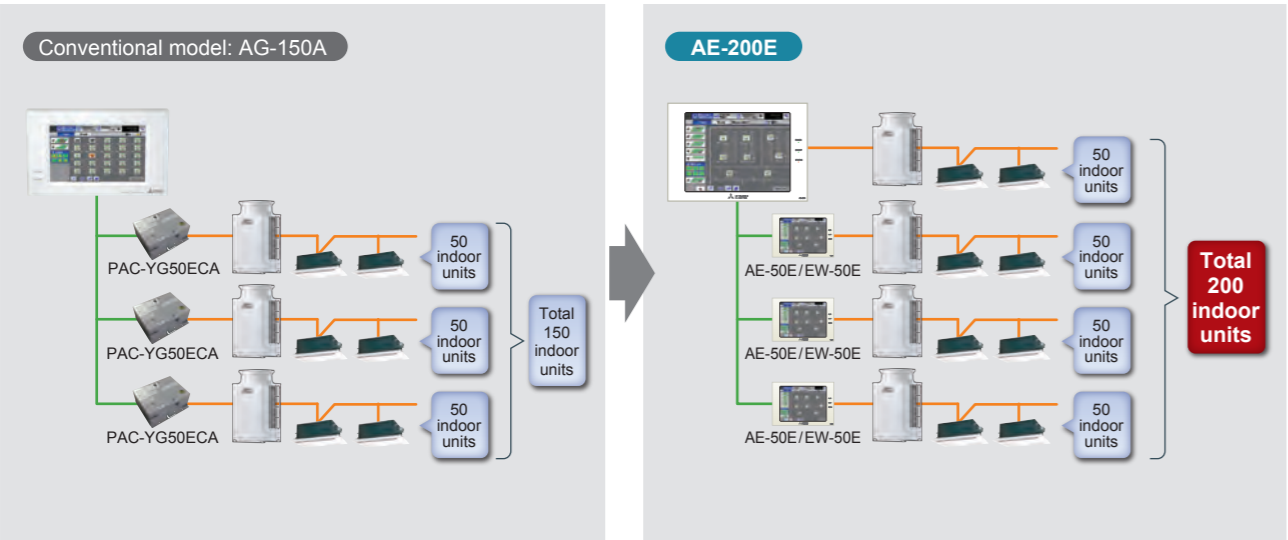 Conventional model: AG-150A
PAC-YG50ECA
50
indoor
units
PAC-YG50ECA
50
indoor
units
PAC-YG50ECA
50
indoor
units
Total
150
indoor
units
AE-200E
50
indoor
units
AE-50E/EW-50E
50
indoor
units
AE-50E/EW-50E
50
indoor
units
AE-50E/EW-50E
50
indoor
units
Total
200
indoor
units